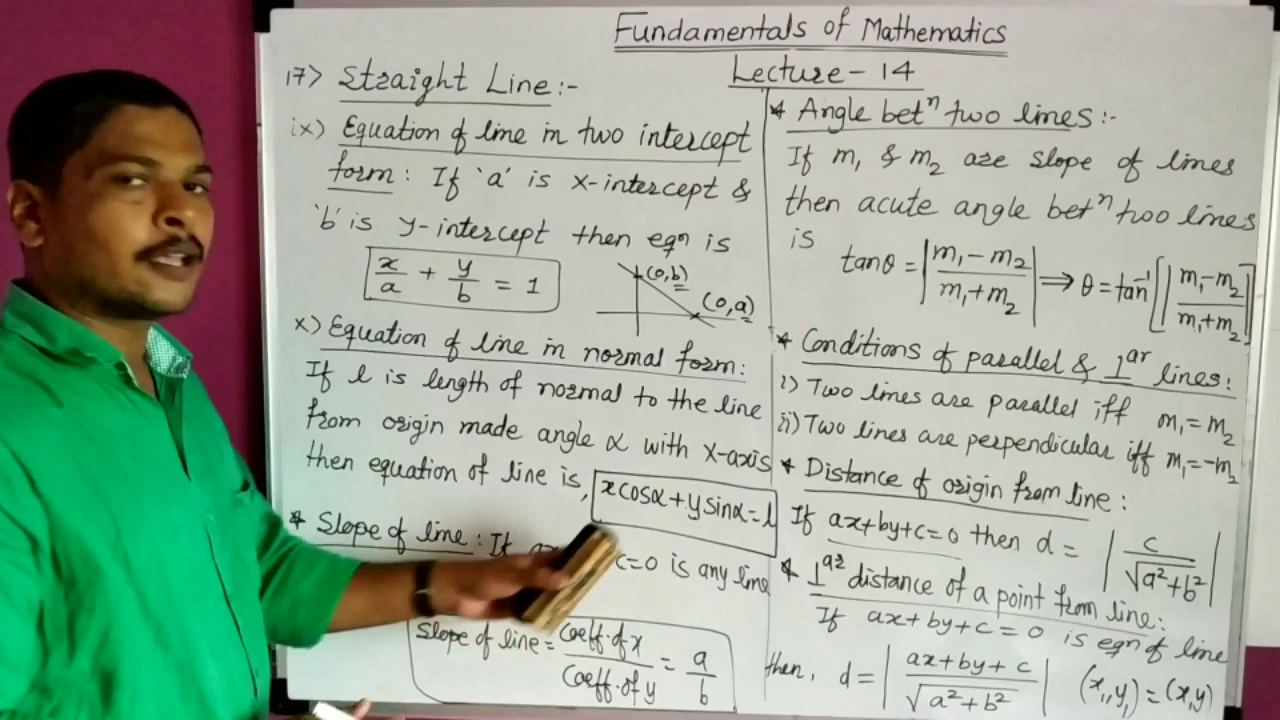 Fundamentals of Mathematics
Lecture - 14
17> Straight Line :-
ix) Equation of line in two intercept
form : If 'a' is x-intercept &
'b' is y-intercept then eqⁿ is
x/a + y/b = 1
(0,b)
(0,a)
x) Equation of line in normal form:
If l is length of normal to the line
from origin made angle α with x-axis
then equation of line is, xcosα+ysinα=l
* Slope of line : If
c=0 is any line
Slope of line = Coeff. of x / Coeff. of y = a/b
* Angle betⁿ two lines :-
If m₁ & m₂ are slope of lines
then acute angle betⁿ two lines
is
tanθ = |m₁-m₂ / m₁+m₂| ⟹ θ = tan⁻¹[|m₁-m₂ / m₁+m₂|]
* Conditions of parallel & ⊥ᵃʳ lines:
i) Two lines are parallel iff m₁=m₂
ii) Two lines are perpendicular iff m₁=-m₂
* Distance of origin from line :
If ax+by+c=0 then d = |c / √(a²+b²)|
* ⊥ᵃʳ distance of a point from line:
If ax+by+c=0 is eqⁿ of line
then, d = |ax+by+c / √(a²+b²)| (x₁,y₁)=(x,y)